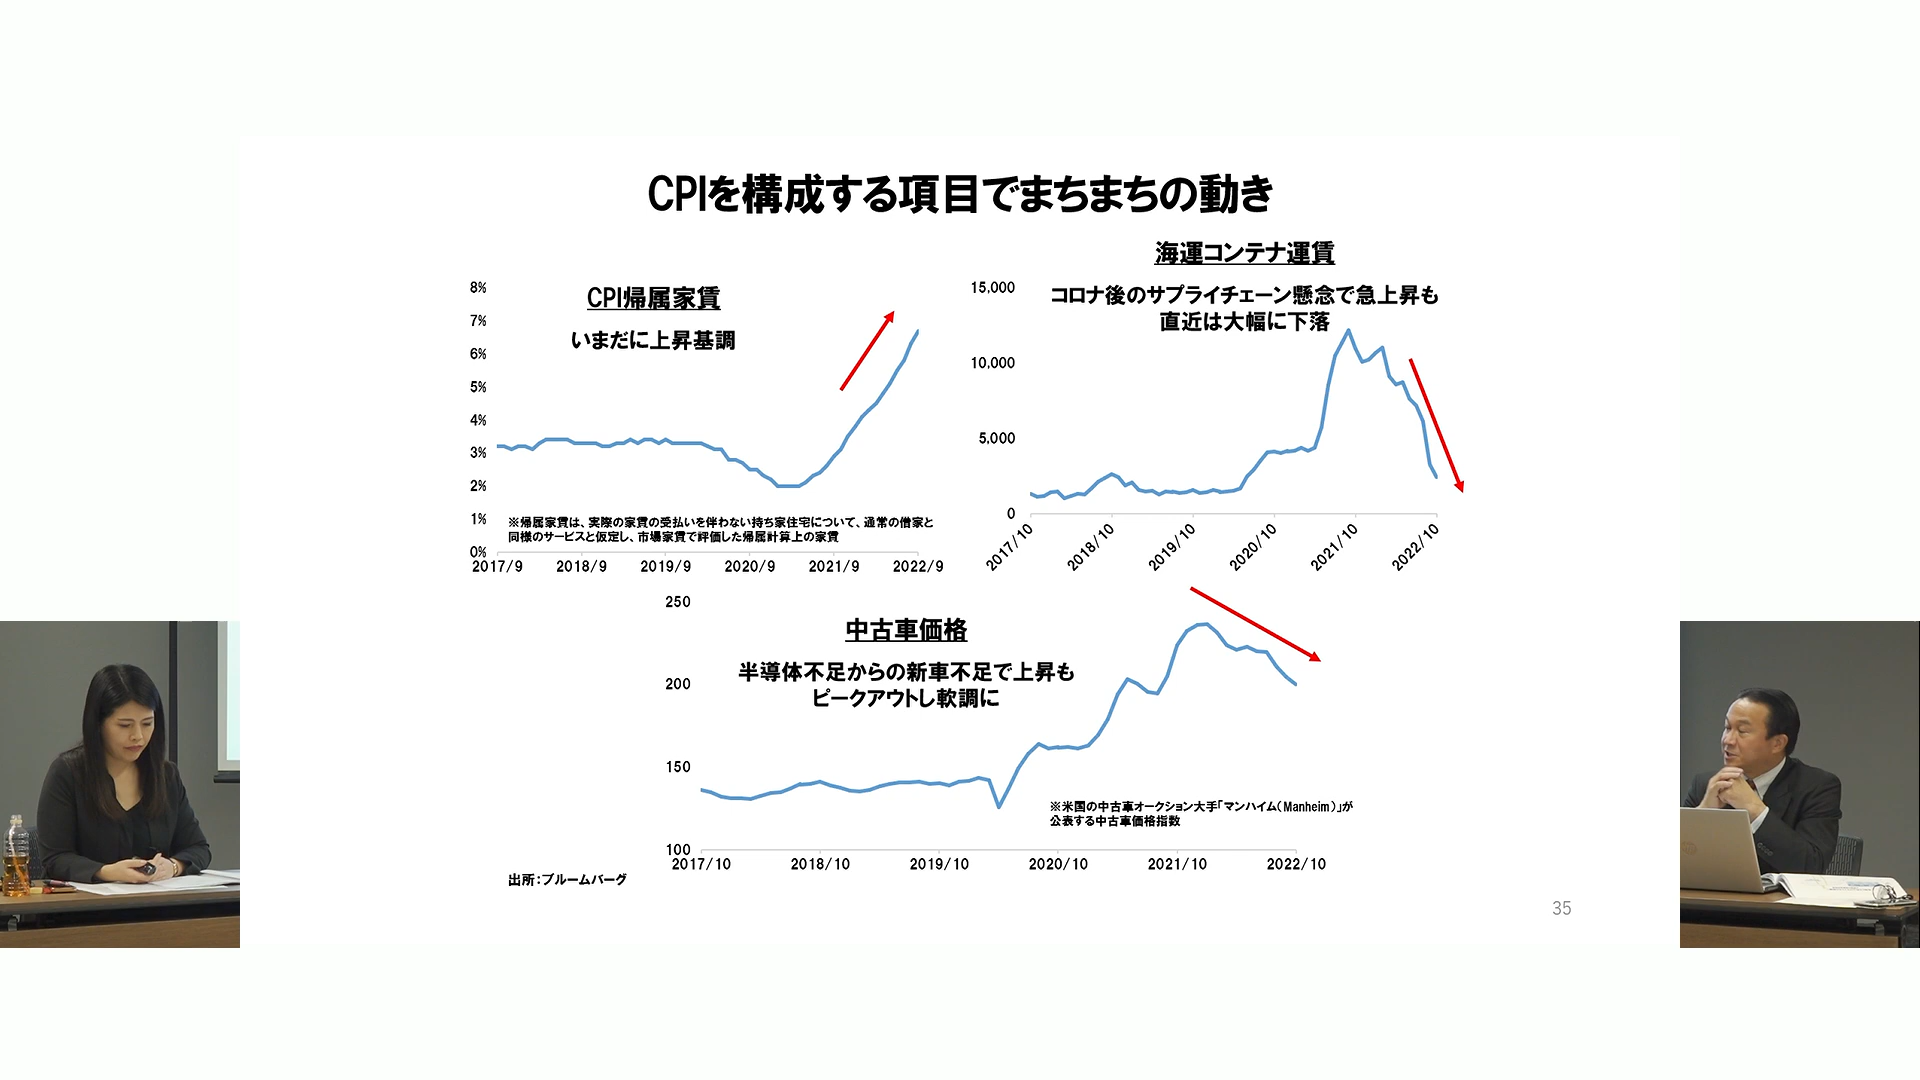 CPIを構成する項目でまちまちの動き
CPI帰属家賃
いまだに上昇基調
8%
7%
6%
5%
4%
3%
2%
1%
0%
※帰属家賃は、実際の家賃の受払いを伴わない持ち家住宅について、通常の借家と
同様のサービスと仮定し、市場家賃で評価した帰属計算上の家賃
2017/9 2018/9 2019/9 2020/9 2021/9 2022/9
海運コンテナ運賃
コロナ後のサプライチェーン懸念で急上昇も
直近は大幅に下落
15,000
10,000
5,000
0
2017/10 2018/10 2019/10 2020/10 2021/10 2022/10
中古車価格
半導体不足からの新車不足で上昇も
ピークアウトし軟調に
250
200
150
100
※米国の中古車オークション大手「マンハイム（Manheim）」が
公表する中古車価格指数
2017/10 2018/10 2019/10 2020/10 2021/10 2022/10
出所：ブルームバーグ
35